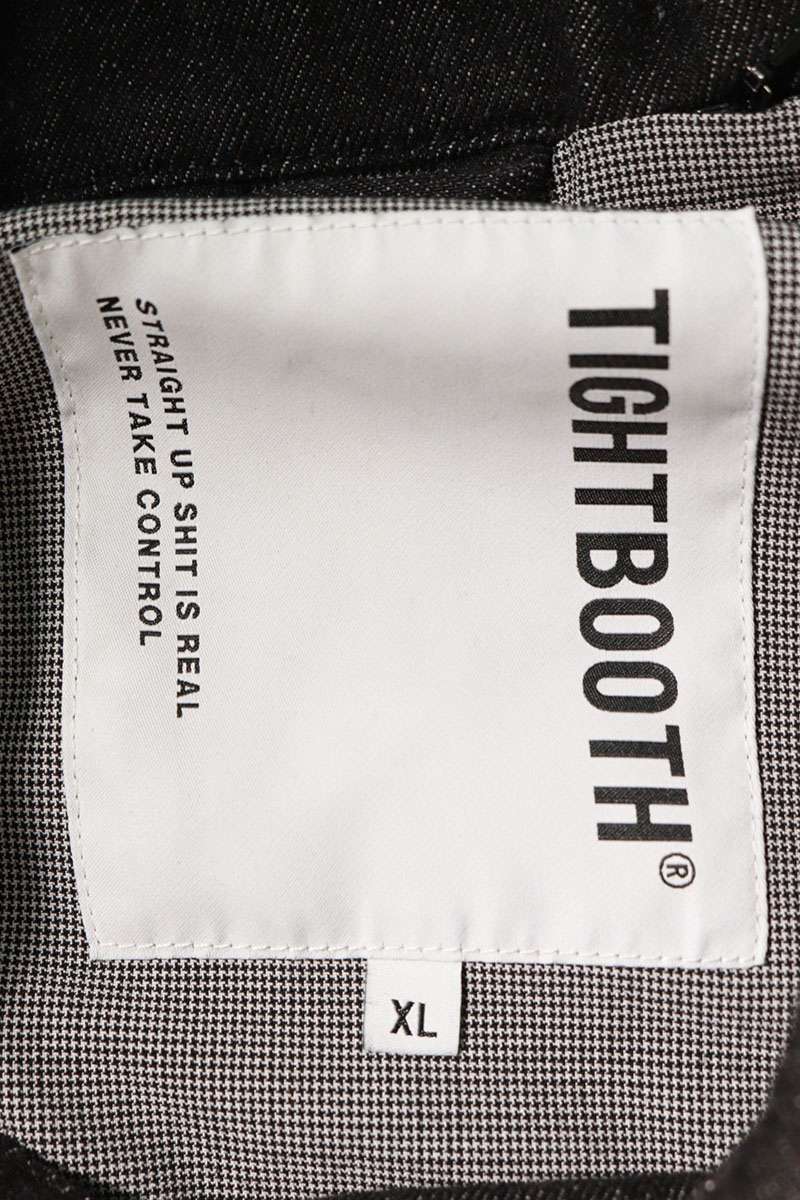 TIGHTBOOTH®
STRAIGHT UP SHIT IS REAL
NEVER TAKE CONTROL
XL